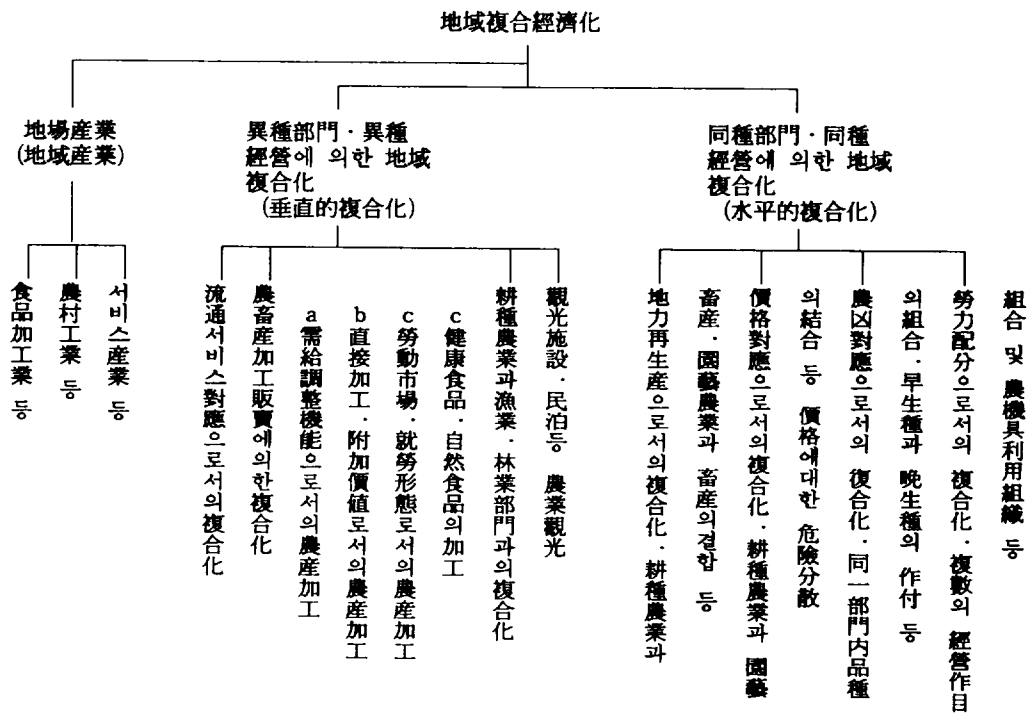 地域複合經濟化
地場産業
(地域産業)
異種部門·異種
經營에 의한 地域
複合化
(垂直的複合化)
同種部門·同種
經營에 의한 地域
複合化
(水平的複合化)
食品加工業 등
農村工業 등
서비스産業 등
流通서비스對應으로서의複合化
農畜産加工販賣에의한複合化
a需給調整機能으로서의農産加工
b直接加工·附加價値로서의農産加工
c勞動市場·就勞形態로서의農産加工
c健康食品·自然食品의加工
耕種農業과漁業·林業部門과의複合化
觀光施設·民泊등 農業觀光
地力再生産으로서의複合化·耕種農業과
畜産·園藝農業과 畜産의결합 등
價格對應으로서의複合化·耕種農業과 園藝
의結合 등 價格에대한 危險分散
農凶對應으로서의 復合化·同一部門内品種
의組合·早生種과 晩生種의 作付 등
勞力配分으로서의 複合化·複數의 經營作目
組合 및 農機具利用組織 등